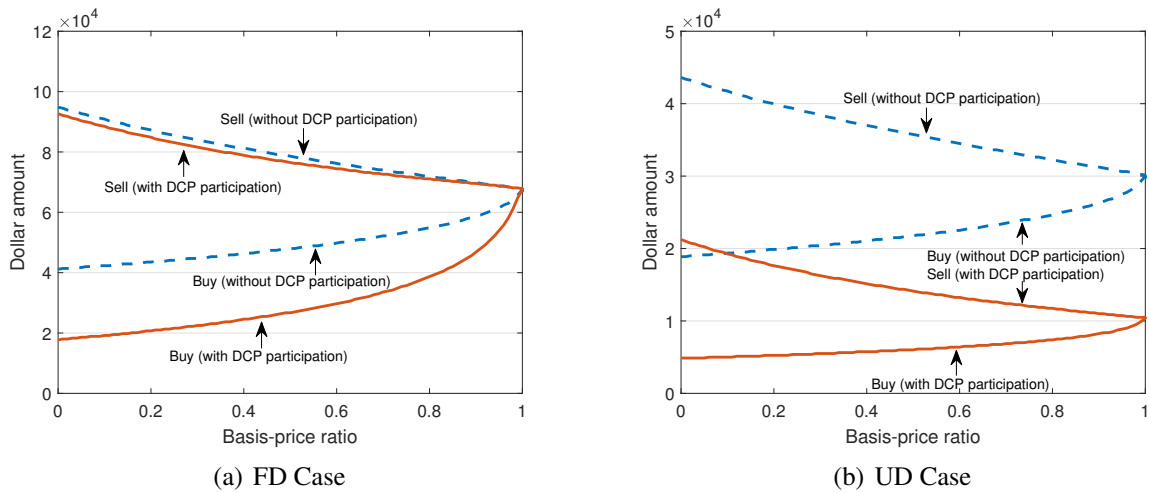 ×10⁴
12
10
8
6
4
2
0
Dollar amount
Sell (without DCP participation)
Sell (with DCP participation)
Buy (without DCP participation)
Buy (with DCP participation)
0 0.2 0.4 0.6 0.8 1
Basis-price ratio
(a) FD Case
×10⁴
5
4
3
2
1
0
Dollar amount
Sell (without DCP participation)
Buy (without DCP participation)
Sell (with DCP participation)
Buy (with DCP participation)
0 0.2 0.4 0.6 0.8 1
Basis-price ratio
(b) UD Case